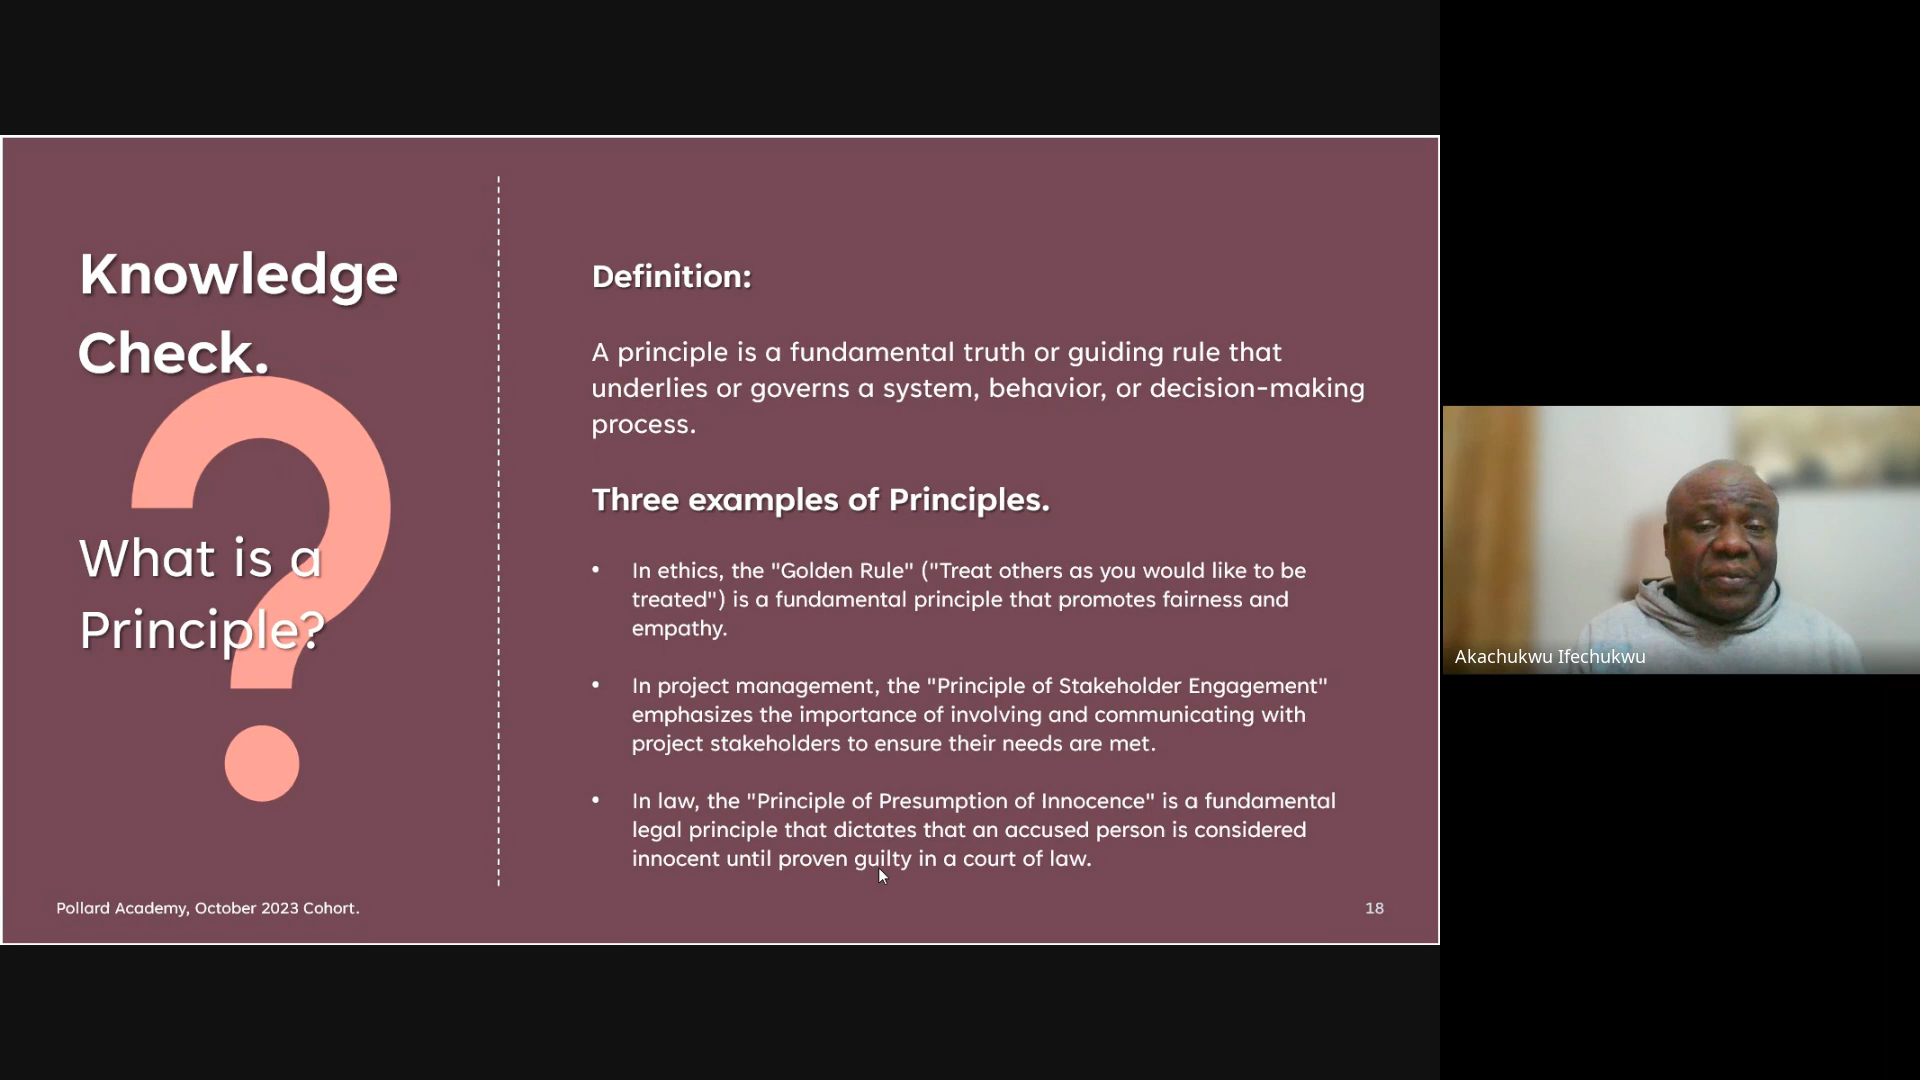 Knowledge
Check.
What is a
Principle?
Definition:
A principle is a fundamental truth or guiding rule that
underlies or governs a system, behavior, or decision-making
process.
Three examples of Principles.
• In ethics, the "Golden Rule" ("Treat others as you would like to be
treated") is a fundamental principle that promotes fairness and
empathy.
• In project management, the "Principle of Stakeholder Engagement"
emphasizes the importance of involving and communicating with
project stakeholders to ensure their needs are met.
• In law, the "Principle of Presumption of Innocence" is a fundamental
legal principle that dictates that an accused person is considered
innocent until proven guilty in a court of law.
Pollard Academy, October 2023 Cohort.
18
Akachukwu Ifechukwu